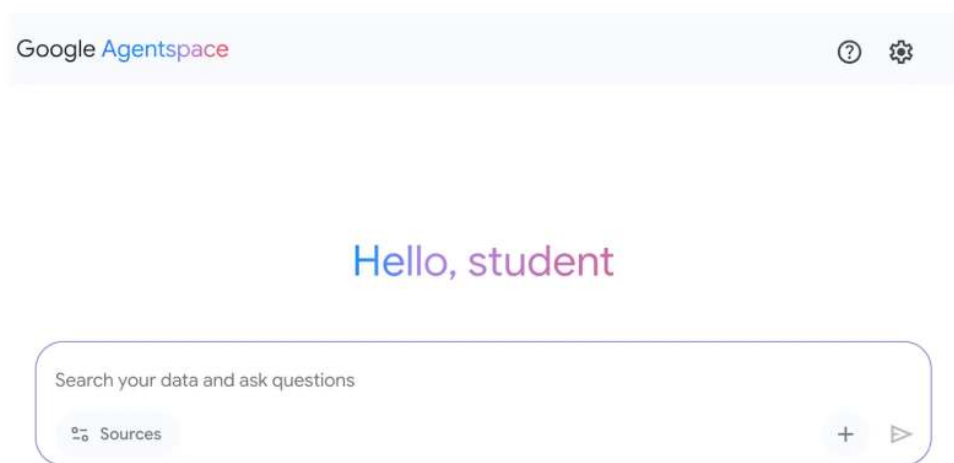 Google Agentspace
Hello, student
Search your data and ask questions
Sources